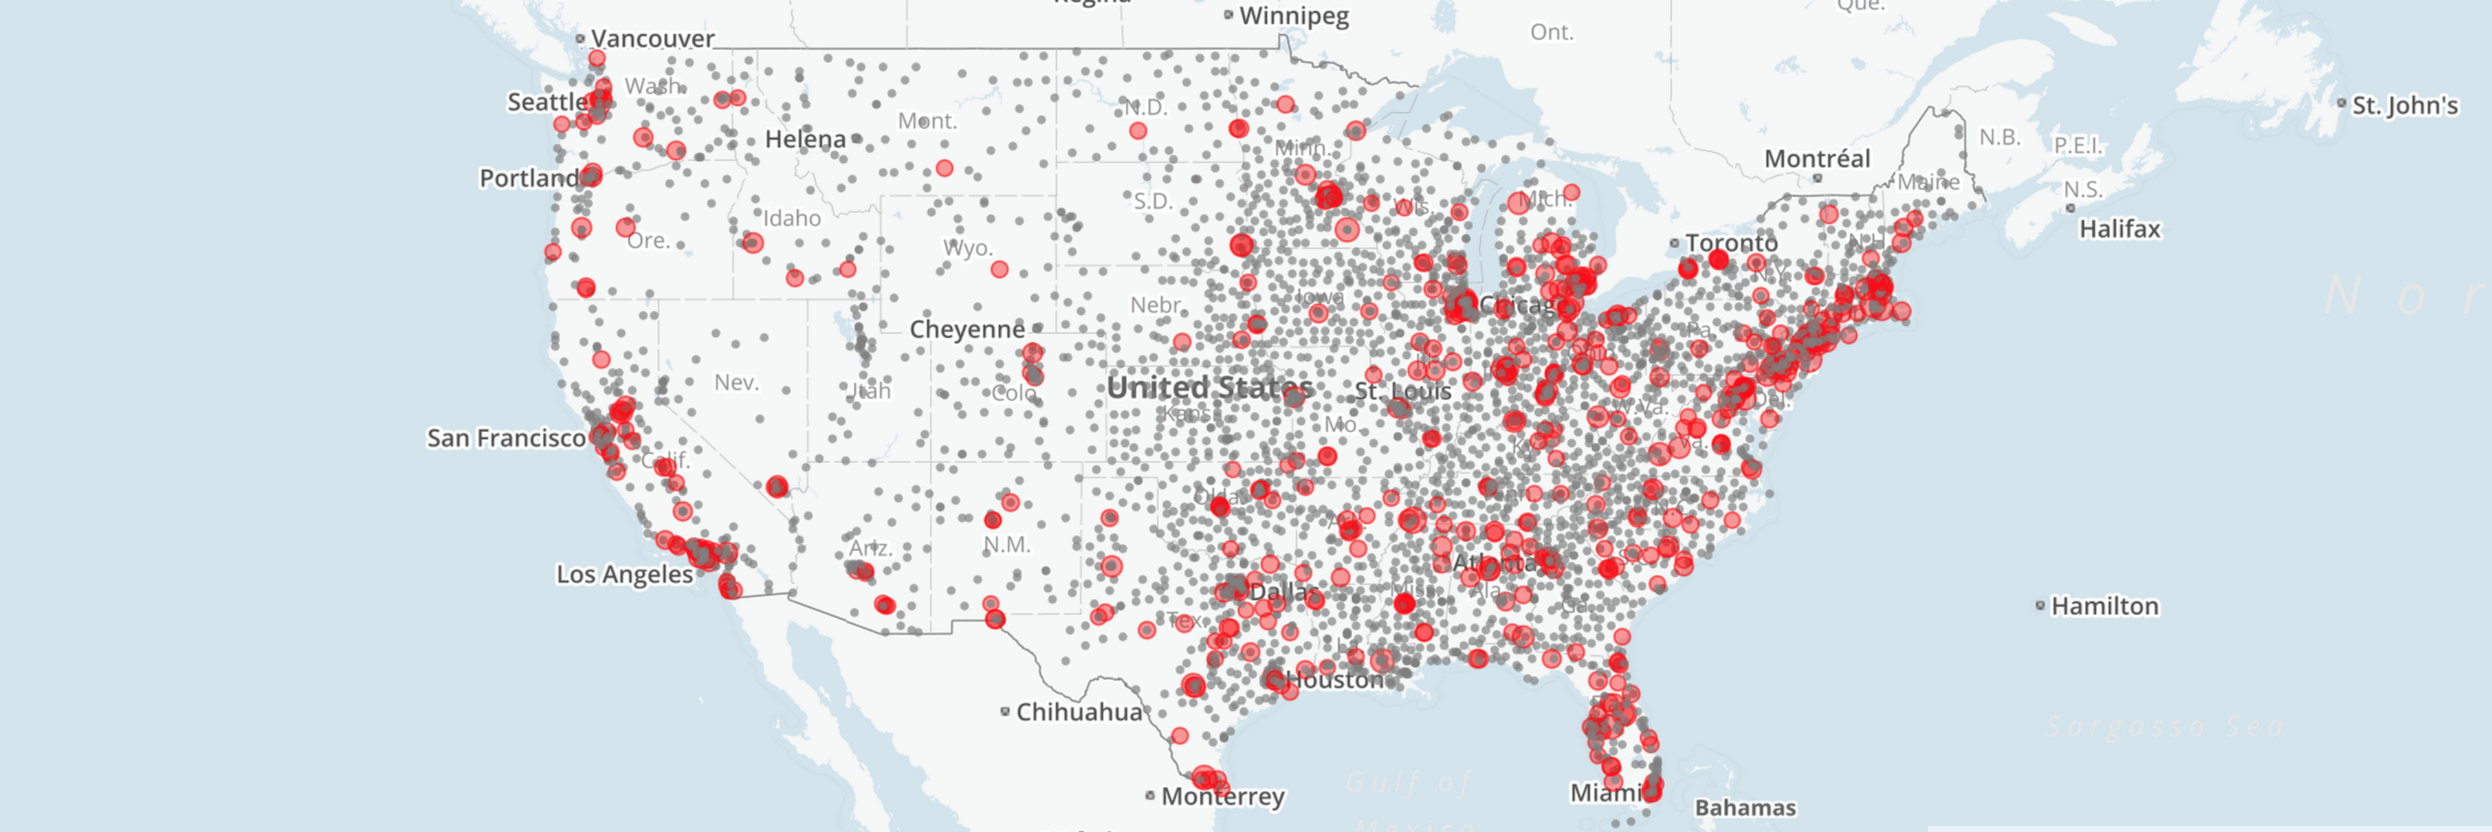 Regina
Winnipeg
Ont.
Que.
Vancouver
Wash.
Seattle
Helena
Mont.
N.D.
Minn.
St. John's
N.B.
P.E.I.
Montréal
Maine
N.S.
Halifax
Portland
Ore.
Idaho
Wyo.
S.D.
Wis.
Mich.
Toronto
N.H.
N.Y.
Nor
Cheyenne
Nebr.
Iowa
Chicago
Pa.
Nev.
Utah
Colo.
United States
Kans.
St. Louis
Mo.
W.Va.
Del.
San Francisco
Calif.
Va.
Okla.
N.C.
Los Angeles
Ariz.
N.M.
Atlanta
Dallas
Miss.
Ala.
Ga.
Hamilton
Tex.
La.
Houston
Chihuahua
Sargasso Sea
Monterrey
Gulf of
Mexico
Miami
Bahamas